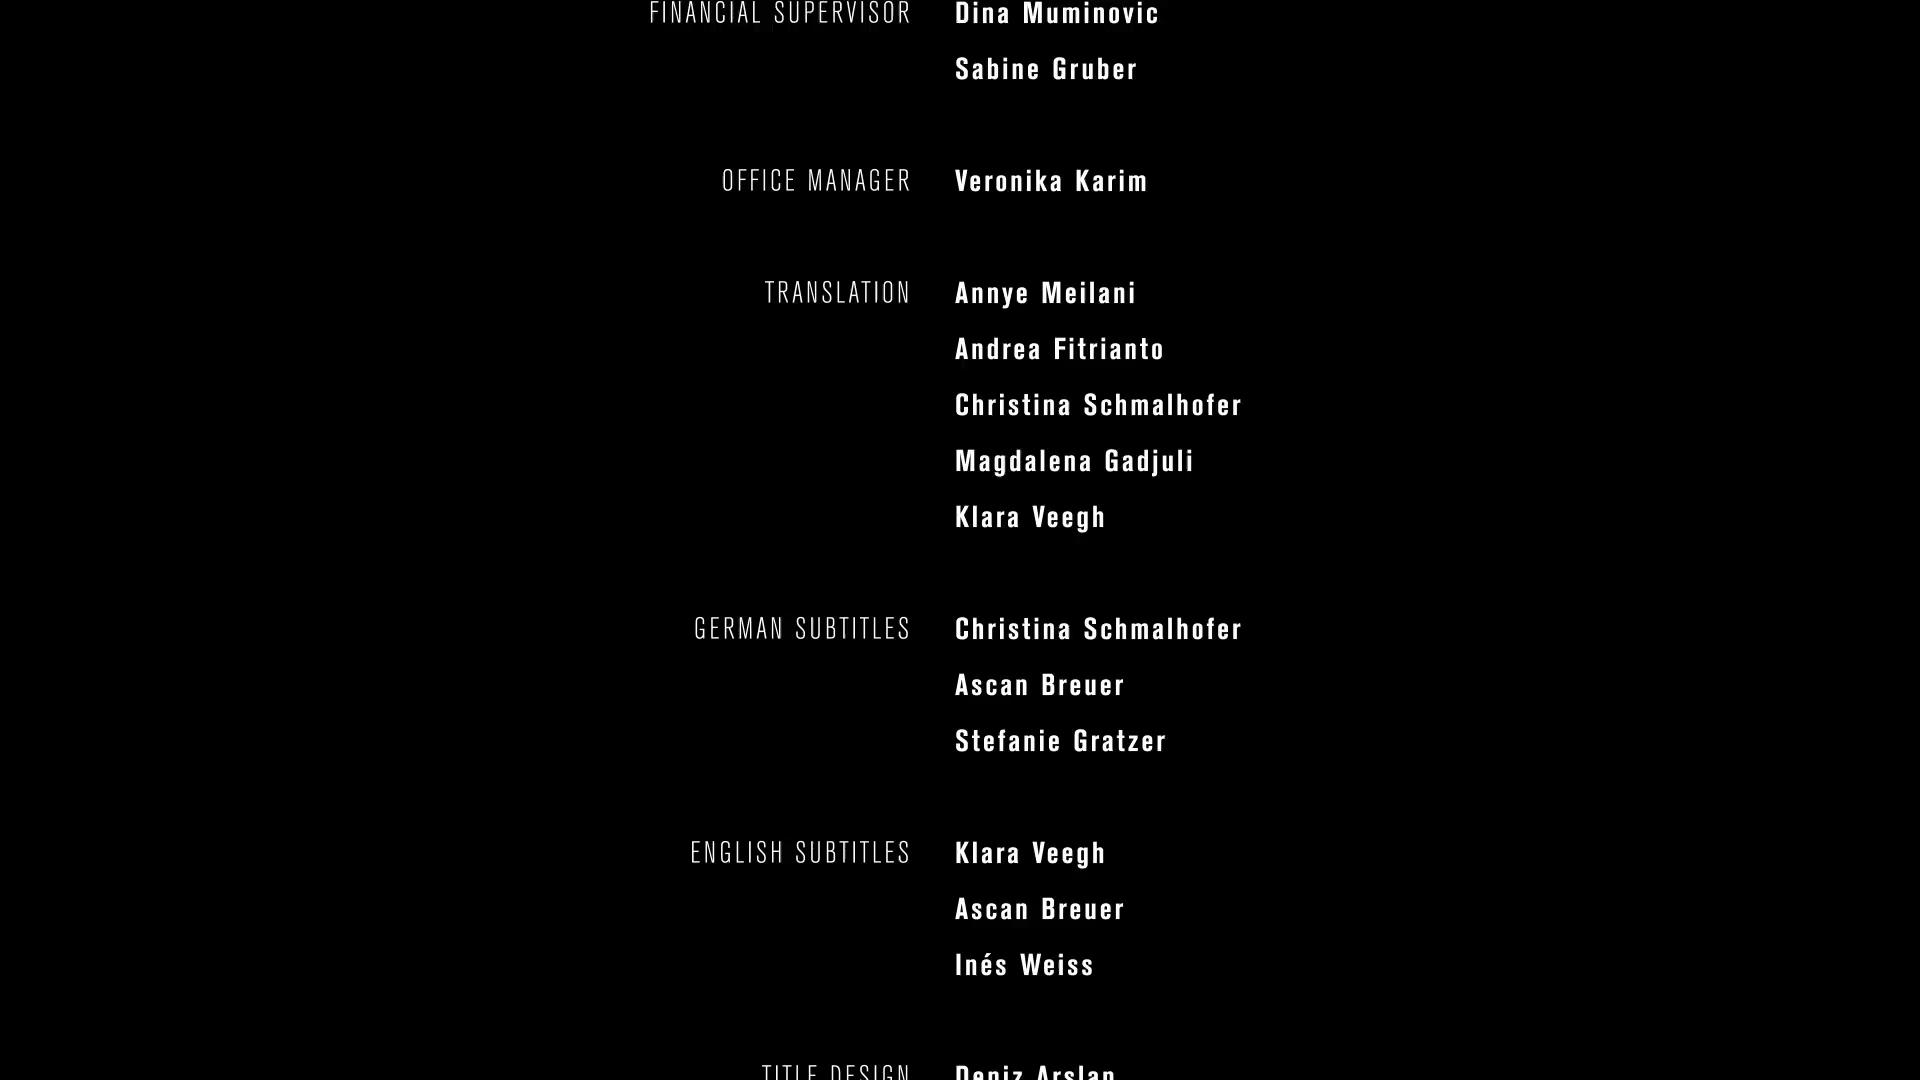 FINANCIAL SUPERVISOR Dina Muminovic
Sabine Gruber
OFFICE MANAGER Veronika Karim
TRANSLATION Annye Meilani
Andrea Fitrianto
Christina Schmalhofer
Magdalena Gadjuli
Klara Veegh
GERMAN SUBTITLES Christina Schmalhofer
Ascan Breuer
Stefanie Gratzer
ENGLISH SUBTITLES Klara Veegh
Ascan Breuer
Inés Weiss
TITLE DESIGN Deniz Arslan